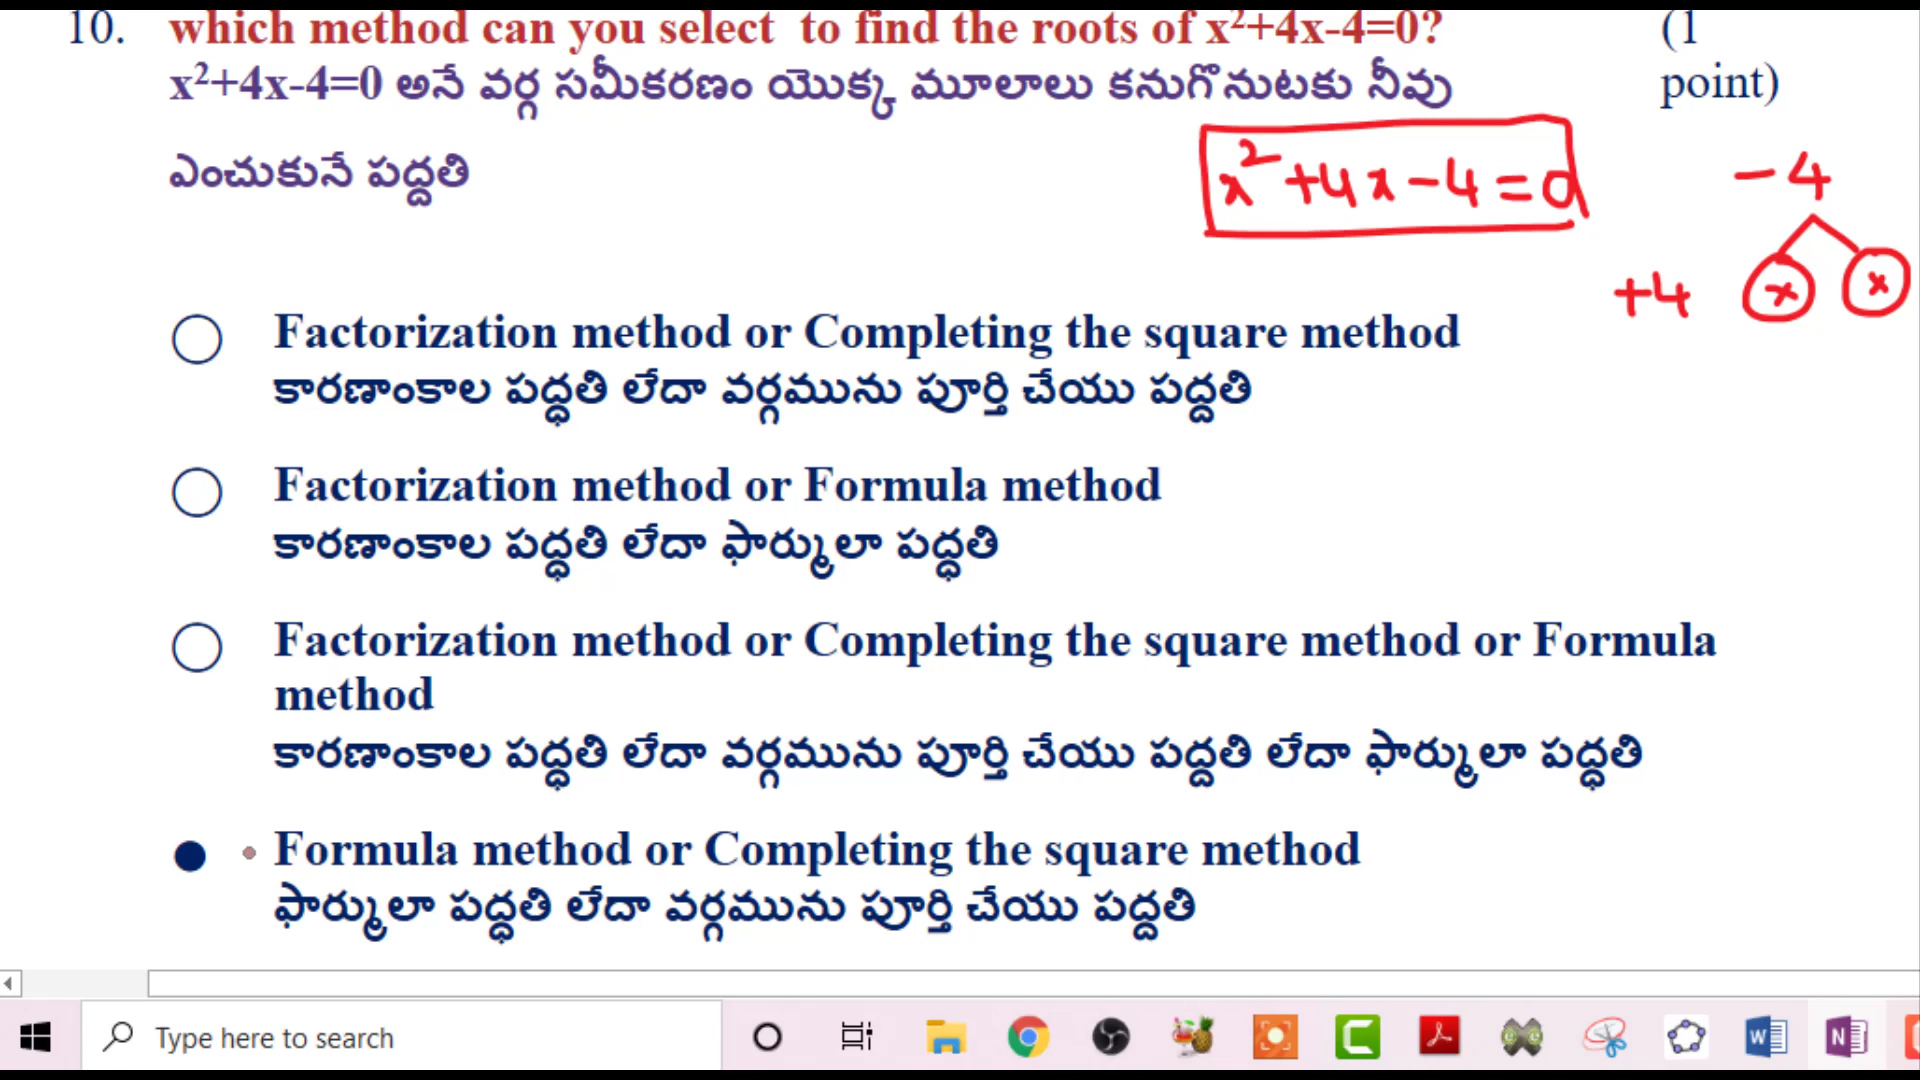 10. which method can you select to find the roots of x²+4x-4=0? (1
x²+4x-4=0 అనే వర్గ సమీకరణం యొక్క మూలాలు కనుగొనుటకు నీవు point)
ఎంచుకునే పద్దతి
x²+4x-4=0
-4
+4 x x
Factorization method or Completing the square method
కారణాంకాల పద్ధతి లేదా వర్గమును పూర్తి చేయు పద్దతి
Factorization method or Formula method
కారణాంకాల పద్ధతి లేదా ఫార్ములా పద్ధతి
Factorization method or Completing the square method or Formula
method
కారణాంకాల పద్ధతి లేదా వర్గమును పూర్తి చేయు పద్దతి లేదా ఫార్ములా పద్ధతి
Formula method or Completing the square method
ఫార్ములా పద్ధతి లేదా వర్గమును పూర్తి చేయు పద్దతి
Type here to search